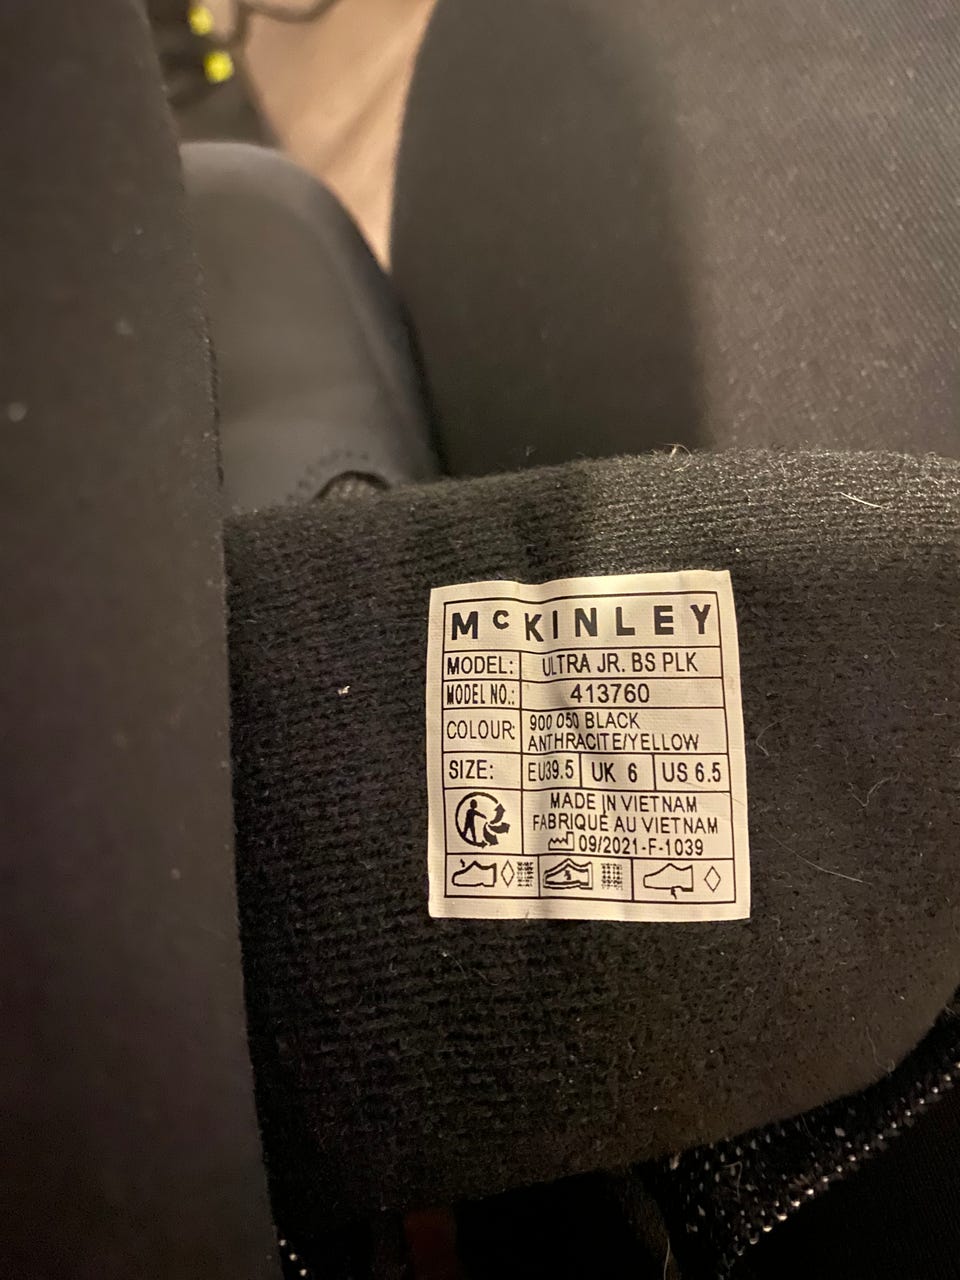 McKINLEY
MODEL: ULTRA JR. BS PLK
MODEL NO.: 413760
COLOUR: 900 050 BLACK
ANTHRACITE/YELLOW
SIZE: EU39.5 UK 6 US 6.5
MADE IN VIETNAM
FABRIQUÉ AU VIETNAM
09/2021-F-1039